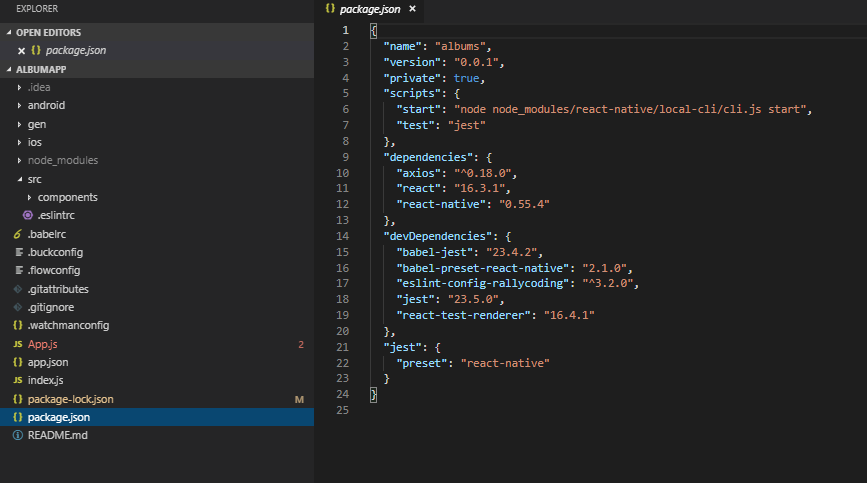 EXPLORER
OPEN EDITORS
package.json
ALBUMAPP
.idea
android
gen
ios
node_modules
src
components
.eslintrc
.babelrc
.buckconfig
.flowconfig
.gitattributes
.gitignore
.watchmanconfig
JS App.js 2
app.json
JS index.js
package-lock.json M
package.json
README.md
{} package.json ×
1 {
2 "name": "albums",
3 "version": "0.0.1",
4 "private": true,
5 "scripts": {
6 "start": "node node_modules/react-native/local-cli/cli.js start",
7 "test": "jest"
8 },
9 "dependencies": {
10 "axios": "^0.18.0",
11 "react": "16.3.1",
12 "react-native": "0.55.4"
13 },
14 "devDependencies": {
15 "babel-jest": "23.4.2",
16 "babel-preset-react-native": "2.1.0",
17 "eslint-config-rallycoding": "^3.2.0",
18 "jest": "23.5.0",
19 "react-test-renderer": "16.4.1"
20 },
21 "jest": {
22 "preset": "react-native"
23 }
24 }
25